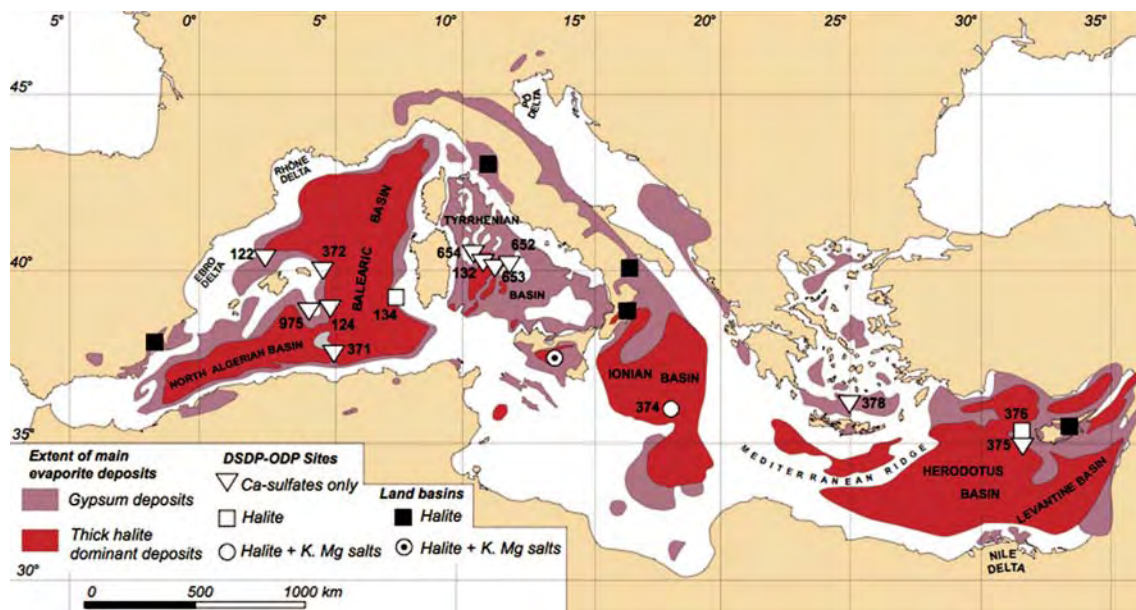 5° 0° 5° 10° 15° 20° 25° 30° 35°
45°
PO DELTA
RHÔNE DELTA
BALEARIC BASIN
TYRRHENIAN
BASIN
EBRO DELTA
122
372
654
652
40°
132
653
134
975
124
371
NORTH ALGERIAN BASIN
IONIAN
BASIN
374
378
376
375
35°
MEDITERRANEAN RIDGE
HERODOTUS
BASIN
LEVANTINE BASIN
NILE DELTA
30°
Extent of main
evaporite deposits
Gypsum deposits
Thick halite
dominant deposits
DSDP-ODP Sites
Ca-sulfates only
Halite
Halite + K. Mg salts
Land basins
Halite
Halite + K. Mg salts
0 500 1000 km